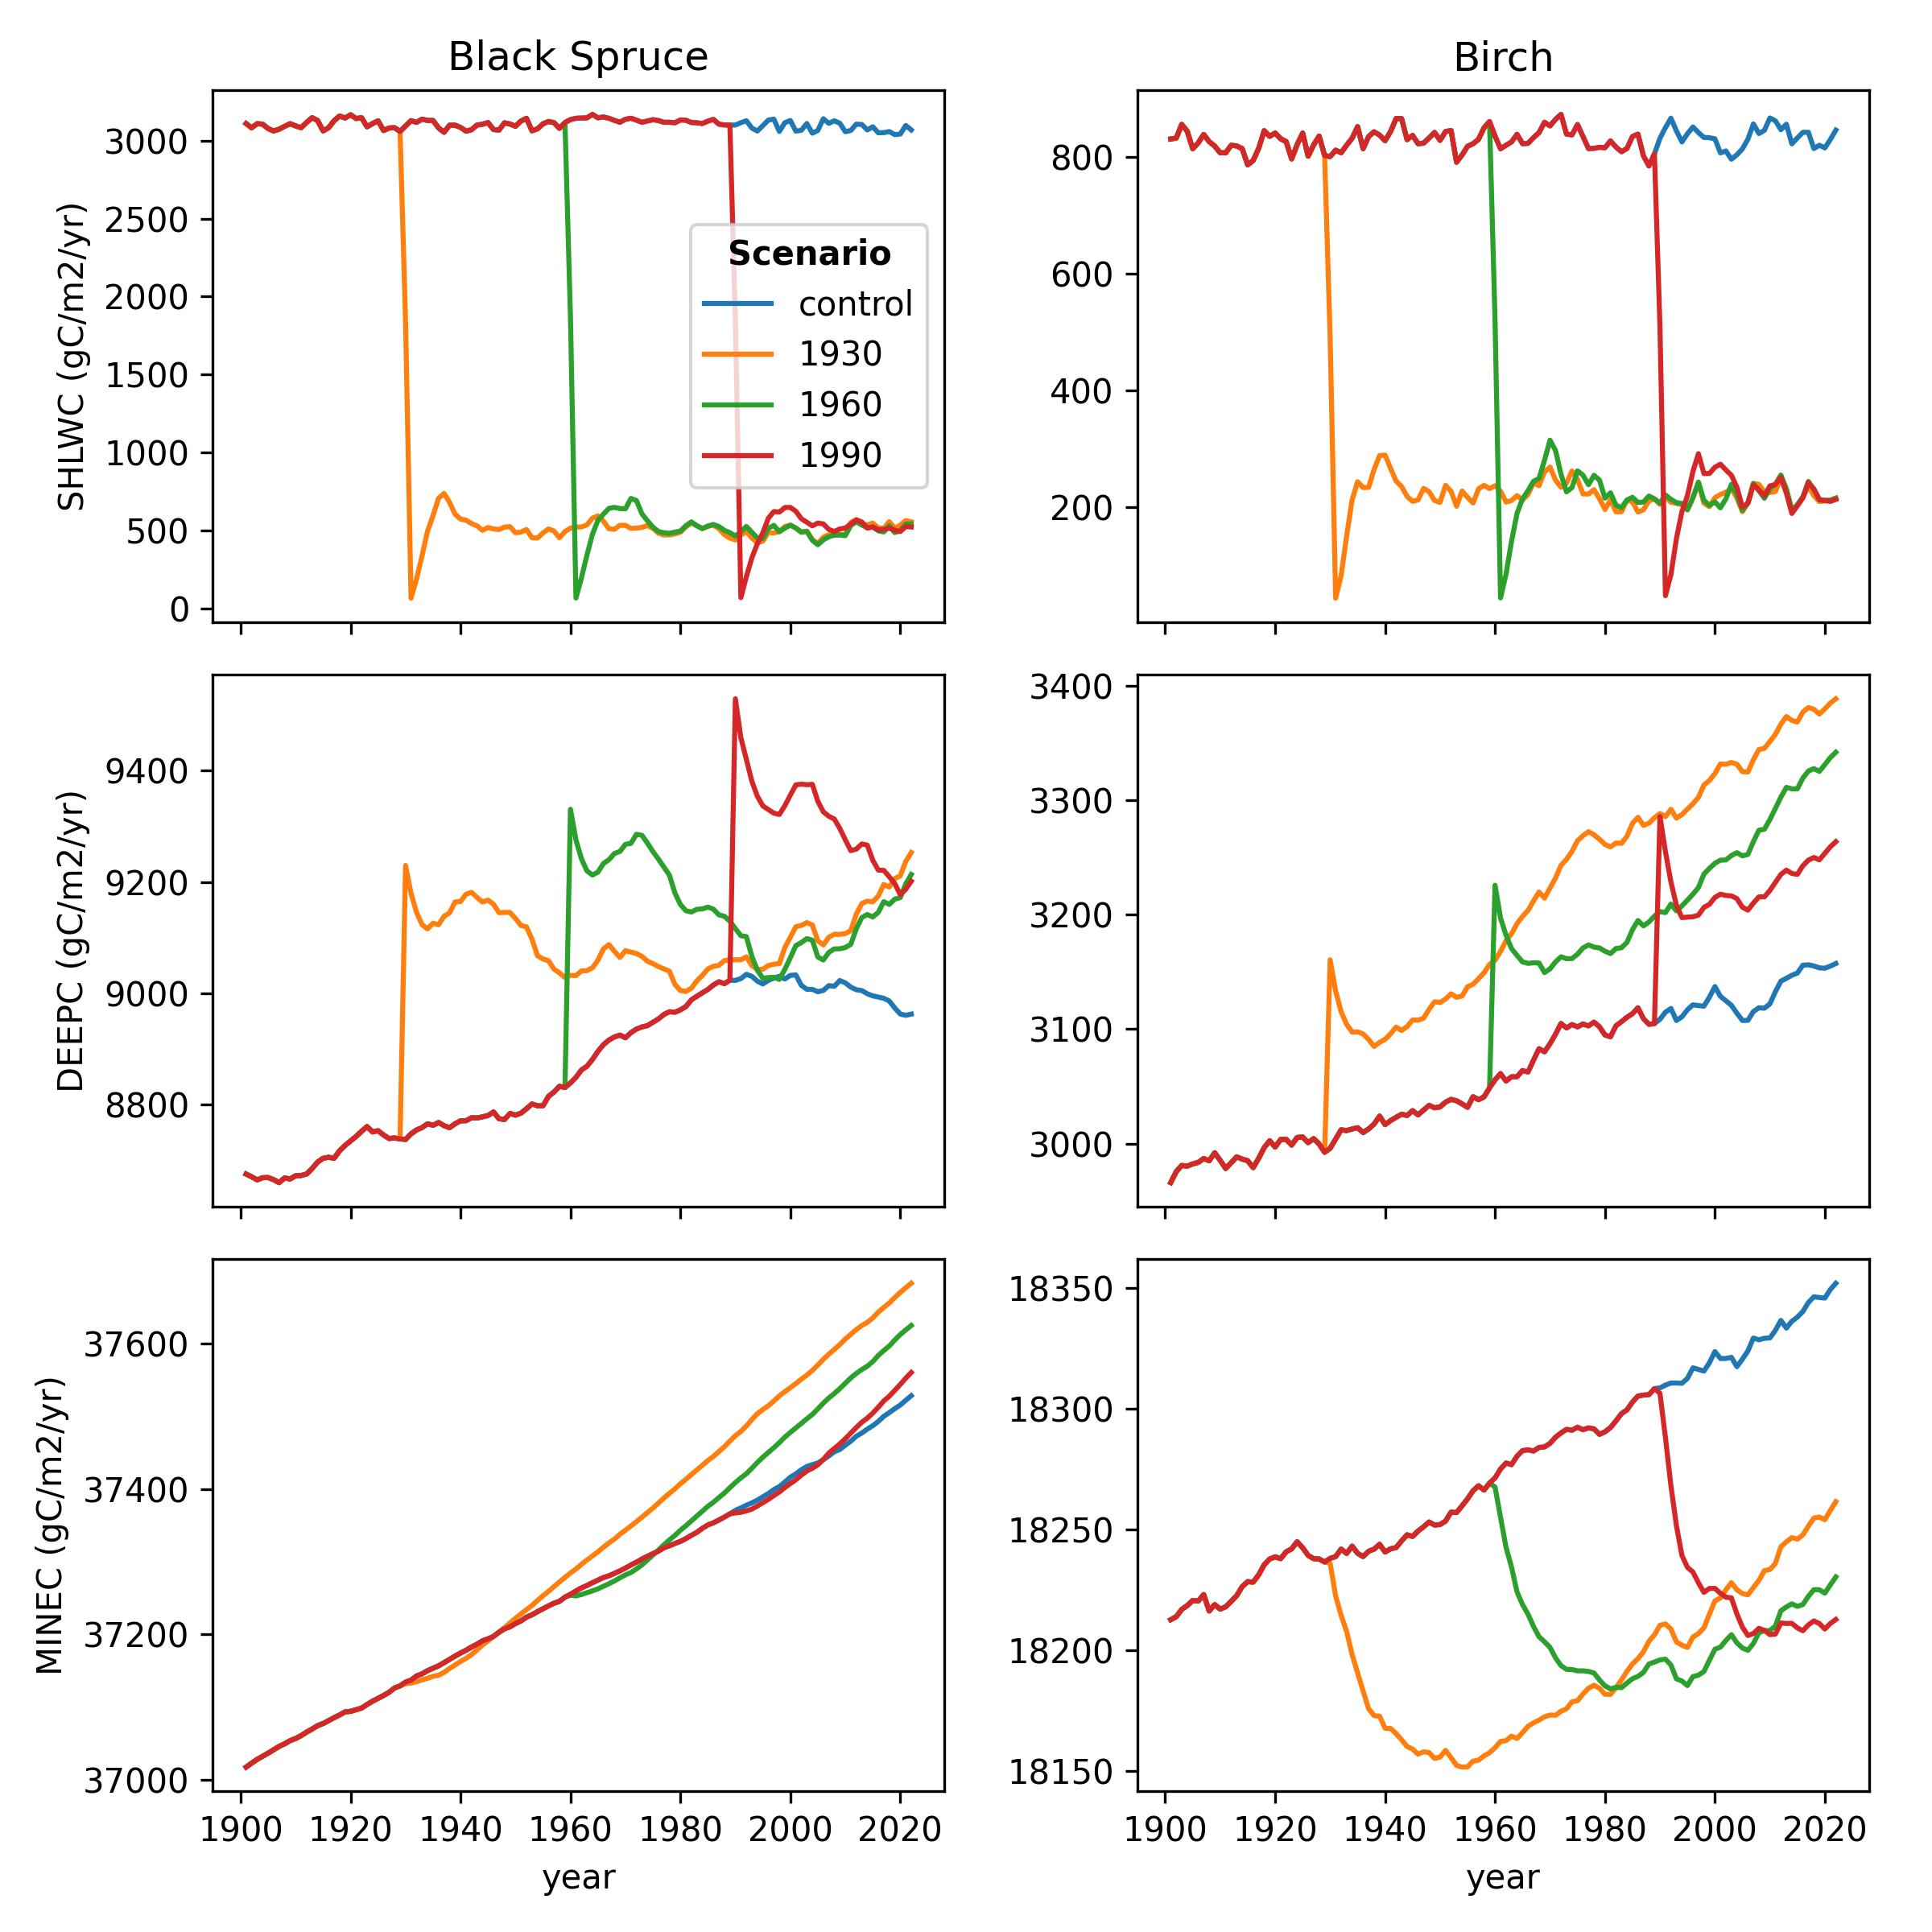 Black Spruce
Birch
SHLWC (gC/m2/yr)
3000
2500
2000
1500
1000
500
0
Scenario
control
1930
1960
1990
800
600
400
200
DEEPC (gC/m2/yr)
9400
9200
9000
8800
3400
3300
3200
3100
3000
MINEC (gC/m2/yr)
37600
37400
37200
37000
1900 1920 1940 1960 1980 2000 2020
year
18350
18300
18250
18200
18150
1900 1920 1940 1960 1980 2000 2020
year